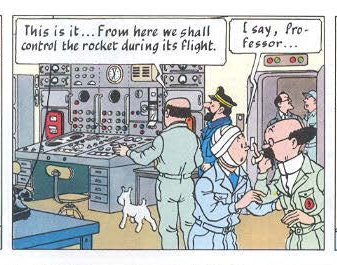 This is it... From here we shall
control the rocket during its flight.
I say, Pro-
fessor...